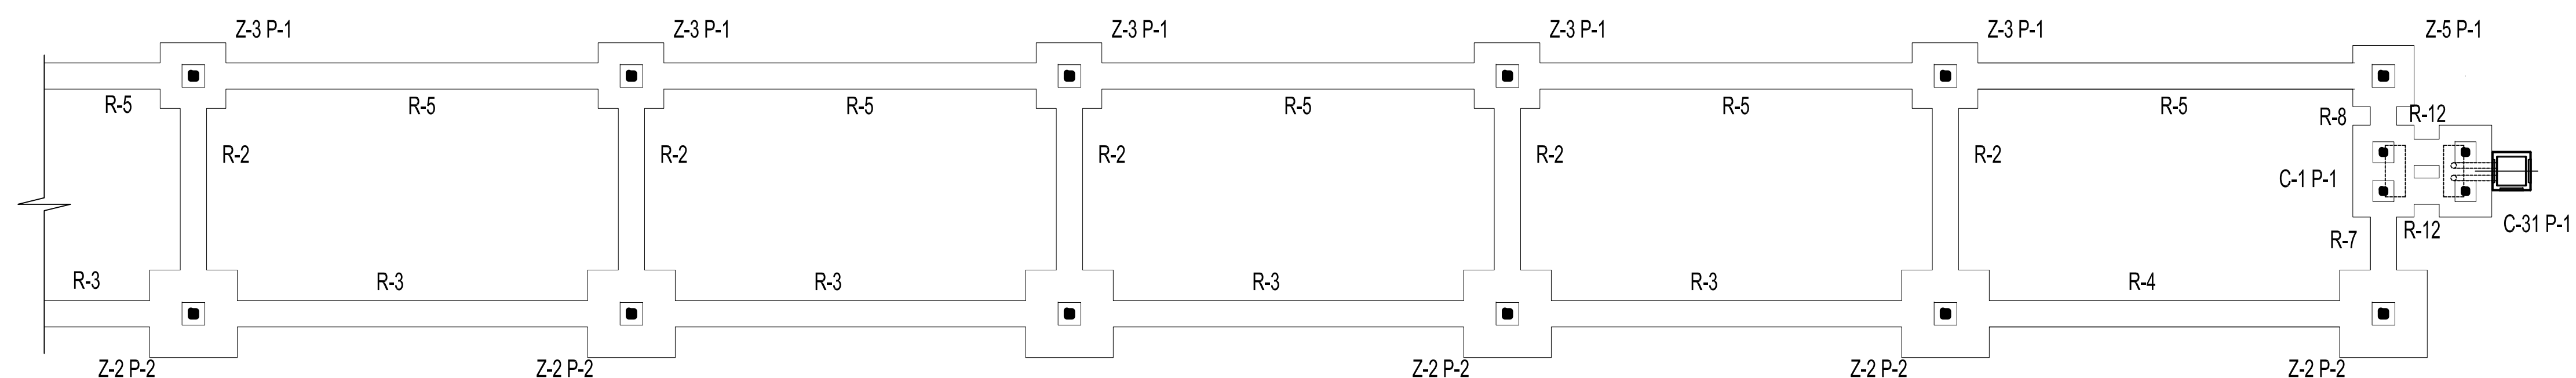 Z-3 P-1
Z-3 P-1
Z-3 P-1
Z-3 P-1
Z-3 P-1
Z-5 P-1
R-5
R-5
R-5
R-5
R-5
R-5
R-8
R-12
R-2
R-2
R-2
R-2
R-2
C-1 P-1
C-31 P-1
R-7
R-12
R-3
R-3
R-3
R-3
R-3
R-4
Z-2 P-2
Z-2 P-2
Z-2 P-2
Z-2 P-2
Z-2 P-2